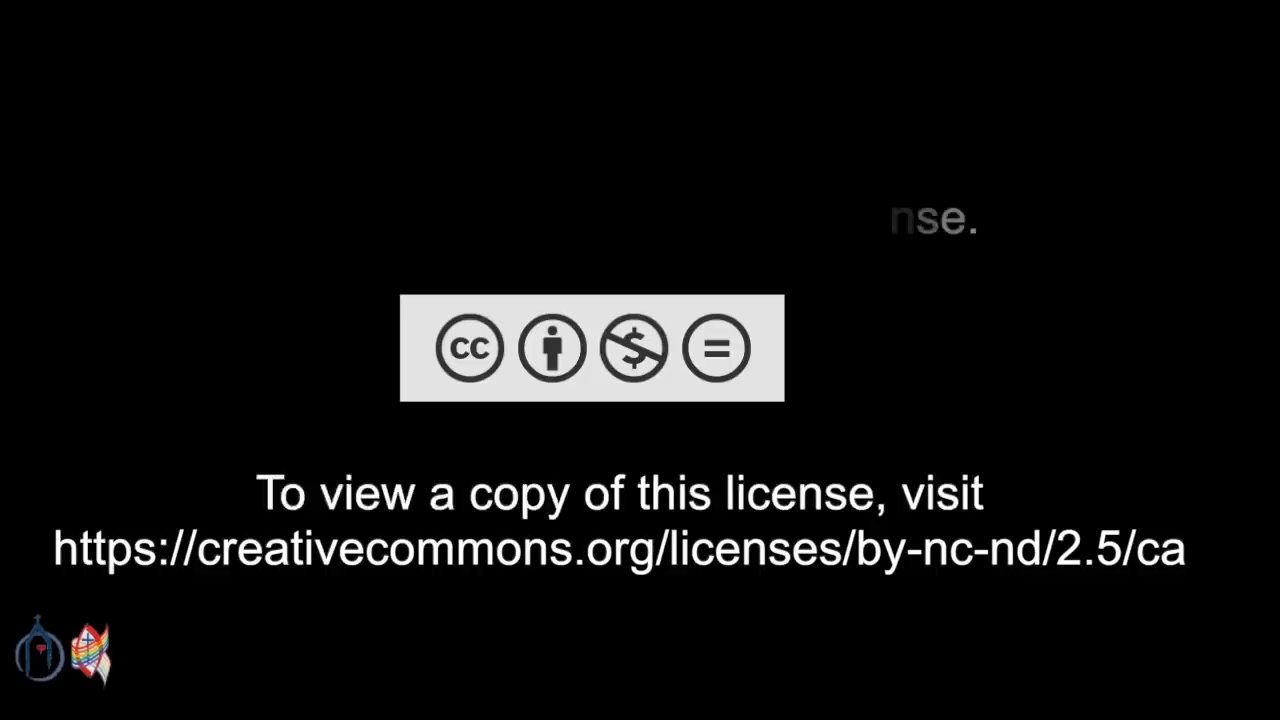 nse.
cc
To view a copy of this license, visit
https://creativecommons.org/licenses/by-nc-nd/2.5/ca